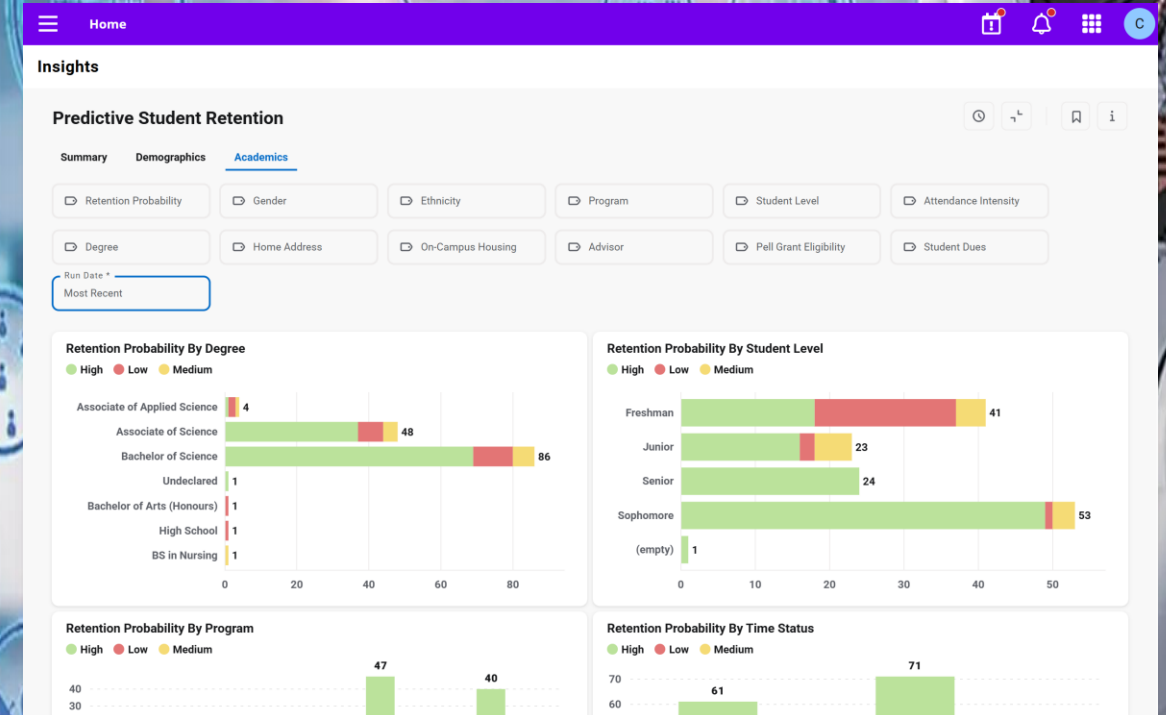 Home
C
Insights
Predictive Student Retention
i
Summary Demographics Academics
Retention Probability Gender Ethnicity Program Student Level Attendance Intensity
Degree Home Address On-Campus Housing Advisor Pell Grant Eligibility Student Dues
Run Date *
Most Recent
Retention Probability By Degree
High Low Medium
Associate of Applied Science 4
Associate of Science 48
Bachelor of Science 86
Undeclared 1
Bachelor of Arts (Honours) 1
High School 1
BS in Nursing 1
0 20 40 60 80
Retention Probability By Student Level
High Low Medium
Freshman 41
Junior 23
Senior 24
Sophomore 53
(empty) 1
0 10 20 30 40 50
Retention Probability By Program
High Low Medium
47
40
40
30
Retention Probability By Time Status
High Low Medium
71
70
61
60